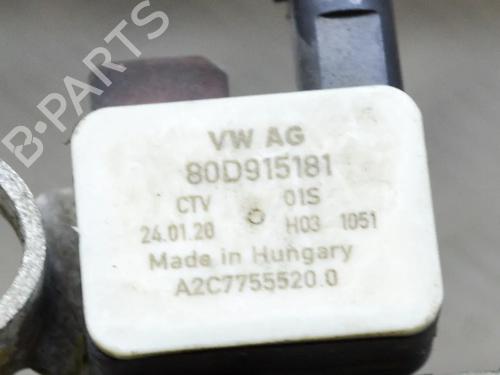 B-PARTS
VW AG
80D915181
CTV 01S
24.01.20 H03 1051
Made in Hungary
A2C7755520.0